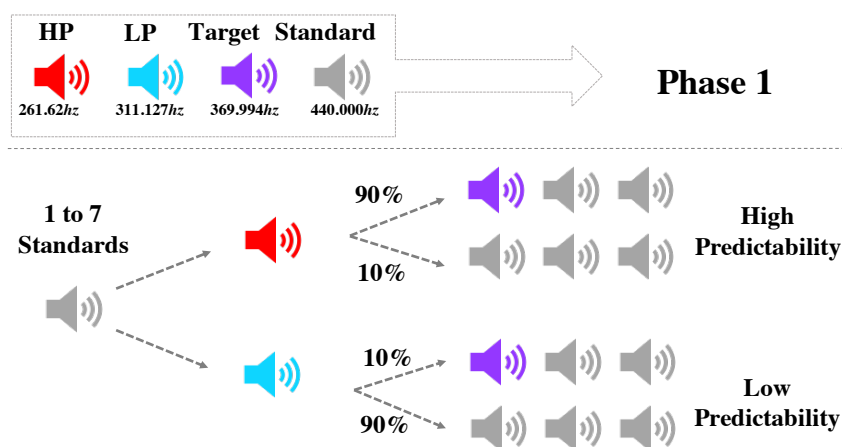 HP LP Target Standard
261.62hz 311.127hz 369.994hz 440.000hz
Phase 1
1 to 7
Standards
90%
10%
High
Predictability
10%
90%
Low
Predictability